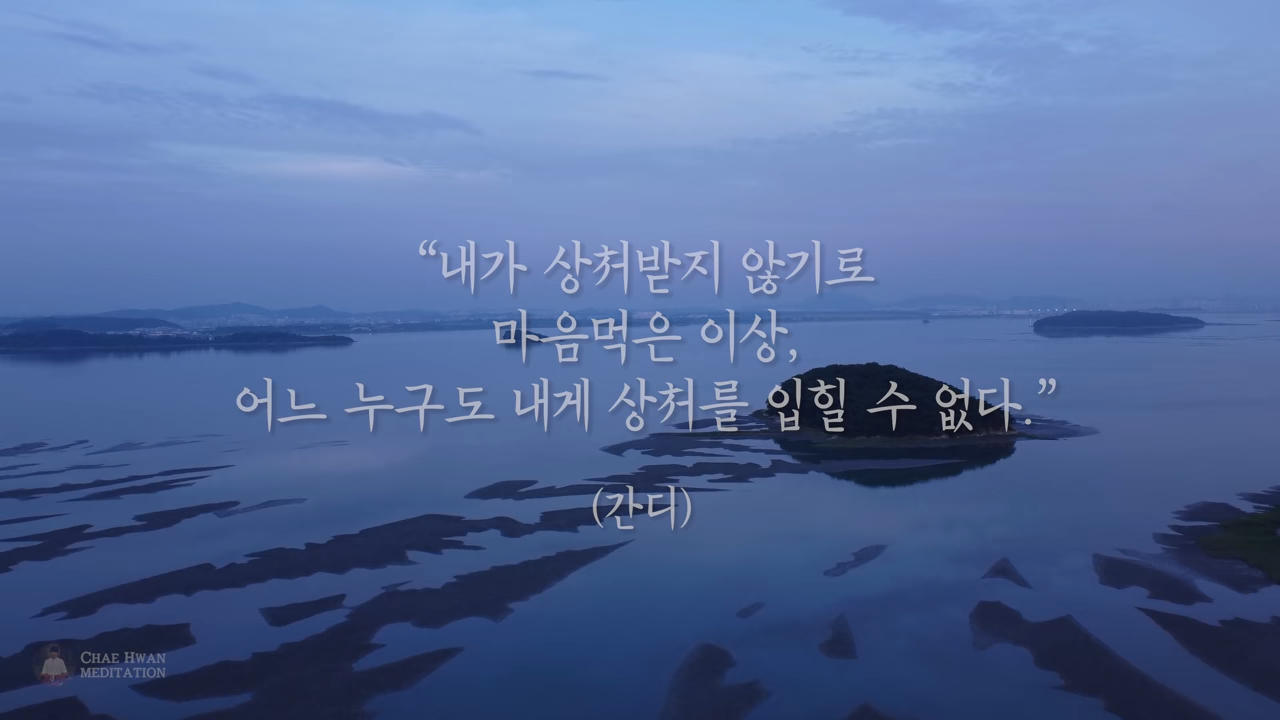 “내가 상처받지 않기로
마음먹은 이상,
어느 누구도 내게 상처를 입힐 수 없다.”
(간디)
CHAE HWAN
MEDITATION